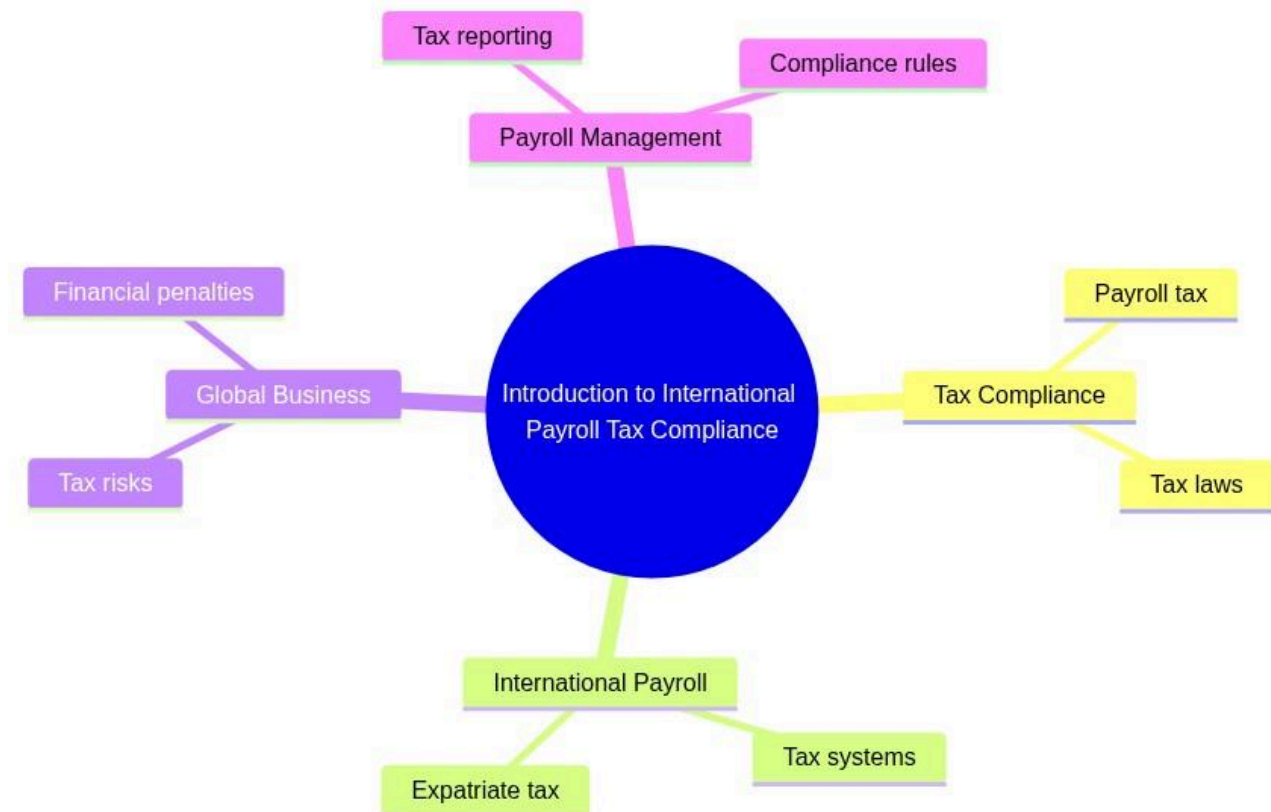 Tax reporting
Compliance rules
Payroll Management
Financial penalties
Payroll tax
Global Business
Introduction to International
Payroll Tax Compliance
Tax Compliance
Tax risks
Tax laws
International Payroll
Tax systems
Expatriate tax